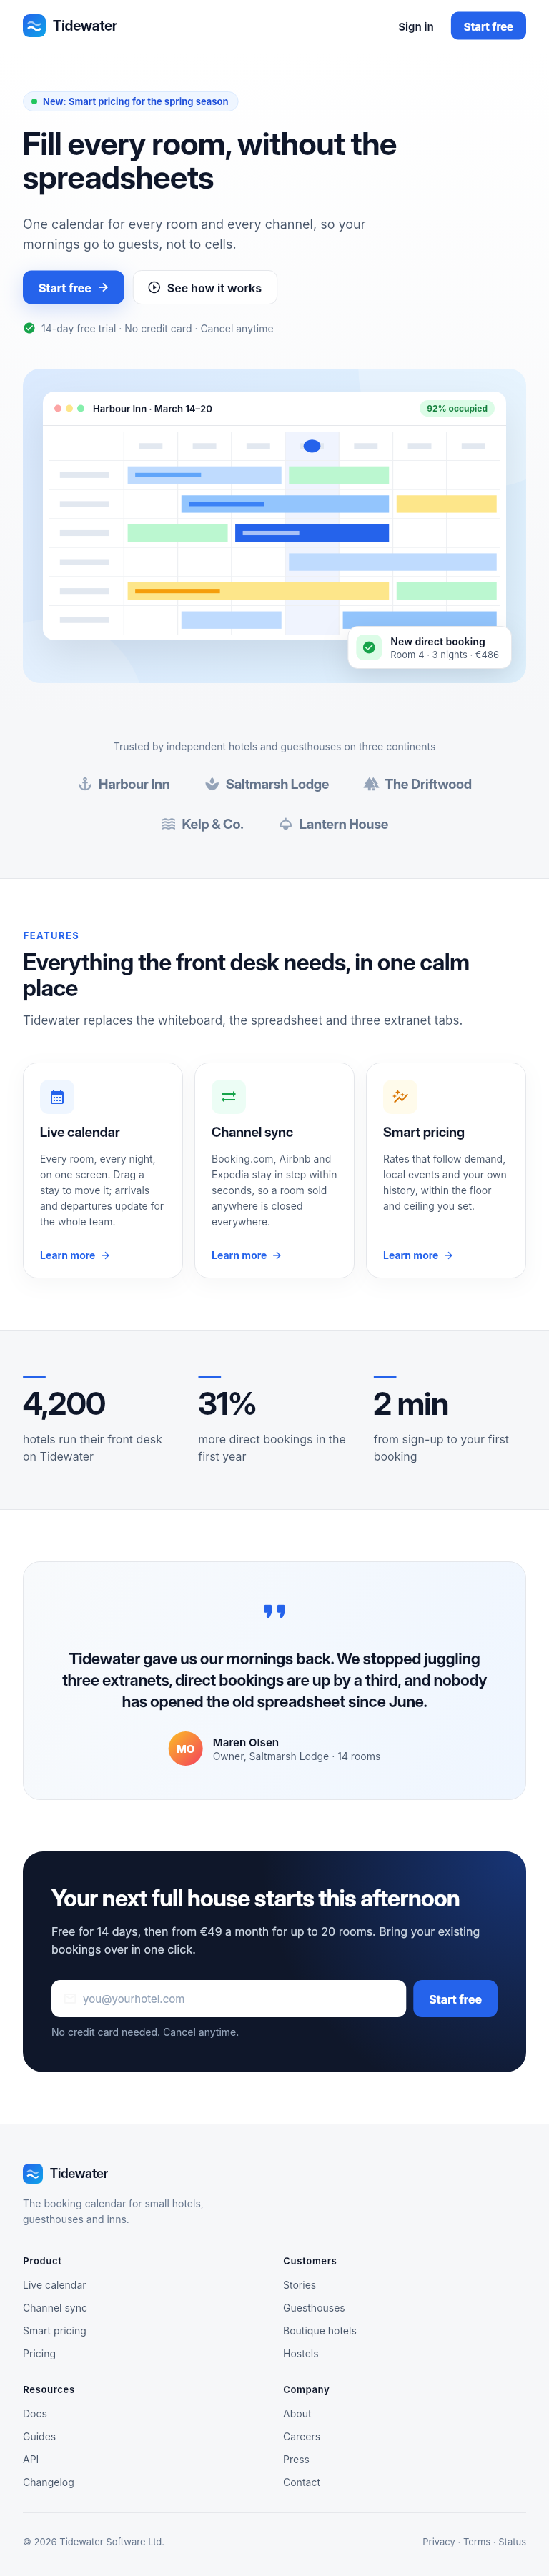 Tidewater
Sign in
Start free
New: Smart pricing for the spring season
Fill every room, without the
spreadsheets
One calendar for every room and every channel, so your
mornings go to guests, not to cells.
Start free
See how it works
14-day free trial · No credit card · Cancel anytime
Harbour Inn · March 14–20
92% occupied
New direct booking
Room 4 · 3 nights · €486
Trusted by independent hotels and guesthouses on three continents
Harbour Inn
Saltmarsh Lodge
The Driftwood
Kelp & Co.
Lantern House
FEATURES
Everything the front desk needs, in one calm
place
Tidewater replaces the whiteboard, the spreadsheet and three extranet tabs.
Live calendar
Every room, every night,
on one screen. Drag a
stay to move it; arrivals
and departures update for
the whole team.
Learn more
Channel sync
Booking.com, Airbnb and
Expedia stay in step within
seconds, so a room sold
anywhere is closed
everywhere.
Learn more
Smart pricing
Rates that follow demand,
local events and your own
history, within the floor
and ceiling you set.
Learn more
4,200
hotels run their front desk
on Tidewater
31%
more direct bookings in the
first year
2 min
from sign-up to your first
booking
Tidewater gave us our mornings back. We stopped juggling
three extranets, direct bookings are up by a third, and nobody
has opened the old spreadsheet since June.
MO
Maren Olsen
Owner, Saltmarsh Lodge · 14 rooms
Your next full house starts this afternoon
Free for 14 days, then from €49 a month for up to 20 rooms. Bring your existing
bookings over in one click.
you@yourhotel.com
Start free
No credit card needed. Cancel anytime.
Tidewater
The booking calendar for small hotels,
guesthouses and inns.
Product
Live calendar
Channel sync
Smart pricing
Pricing
Customers
Stories
Guesthouses
Boutique hotels
Hostels
Resources
Docs
Guides
API
Changelog
Company
About
Careers
Press
Contact
© 2026 Tidewater Software Ltd.
Privacy · Terms · Status